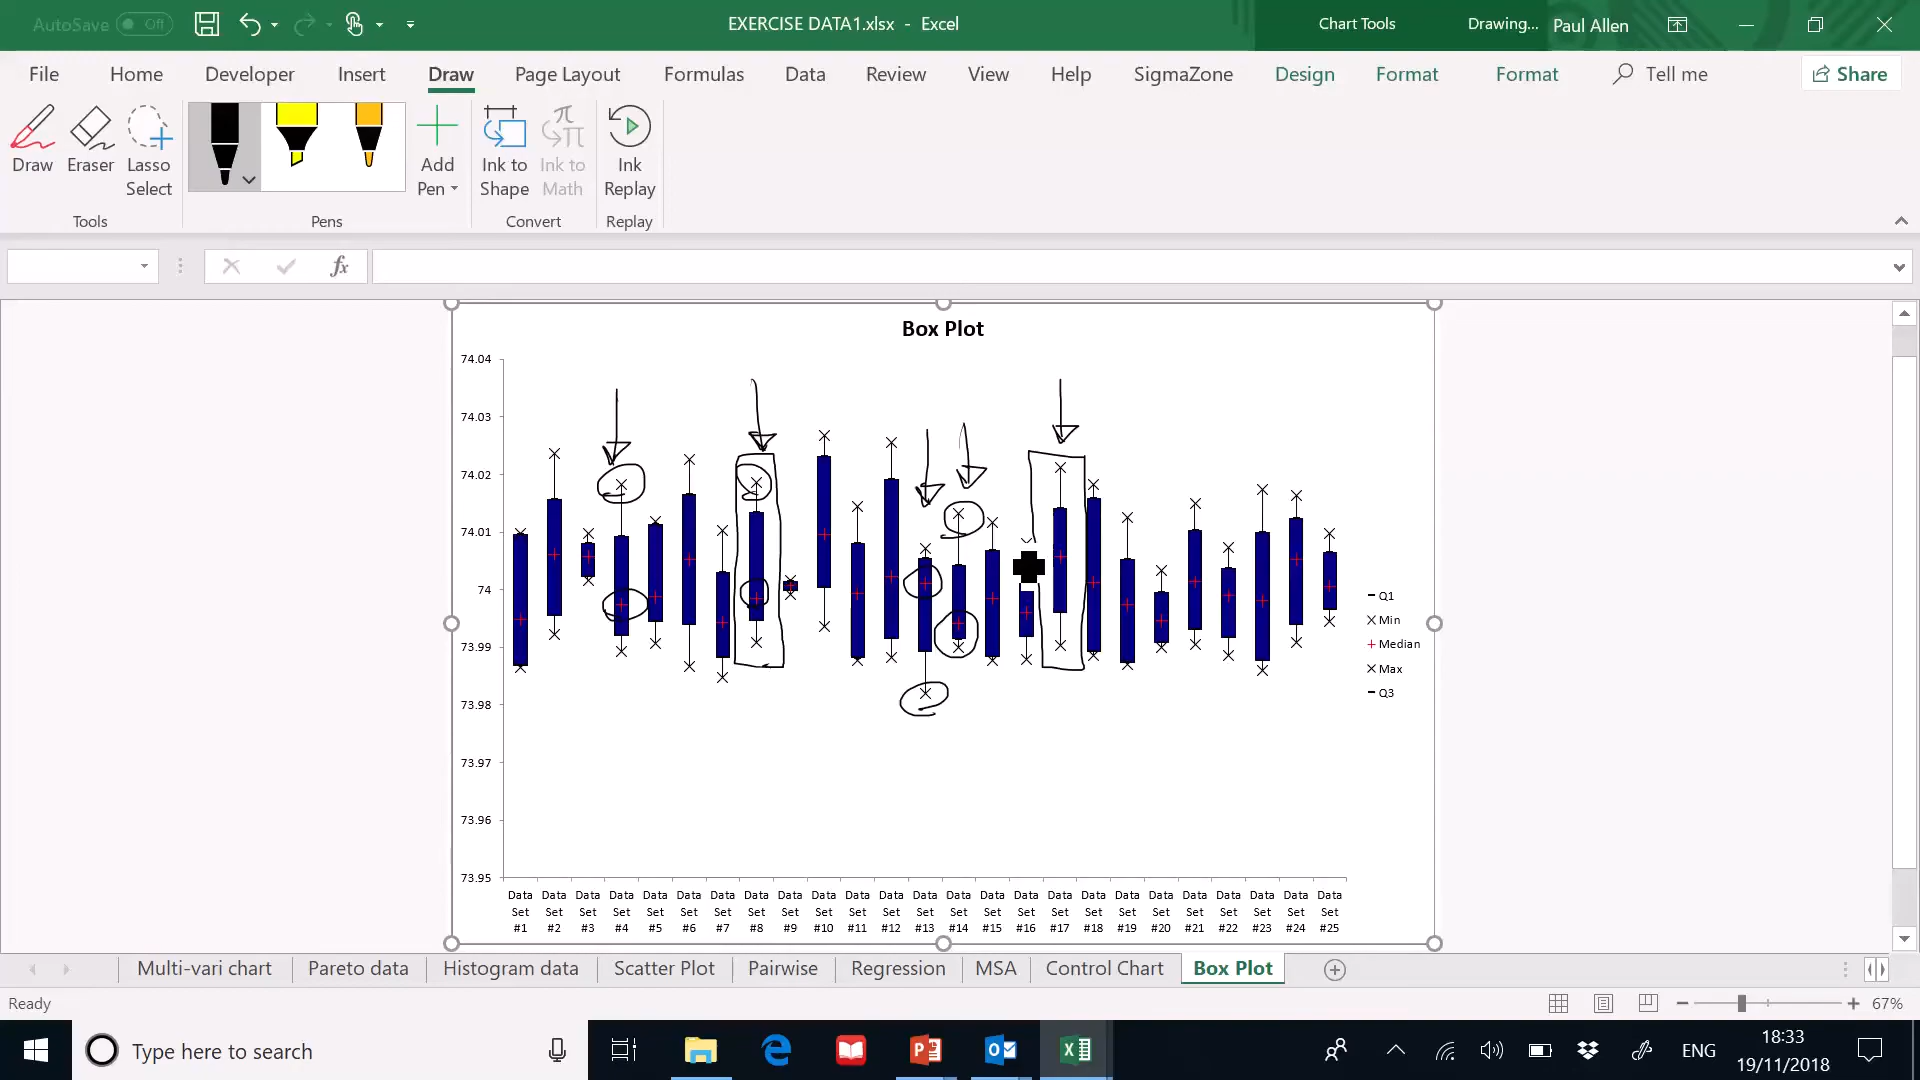 AutoSave Off
EXERCISE DATA1.xlsx - Excel
Chart Tools
Drawing...
Paul Allen
File Home Developer Insert Draw Page Layout Formulas Data Review View Help SigmaZone Design Format Format Tell me Share
Draw Eraser Lasso Select
Add Pen
Ink to Shape
Ink to Math
Ink Replay
Tools Pens Convert Replay
fx
Box Plot
74.04
74.03
74.02
74.01
74
73.99
73.98
73.97
73.96
73.95
Q1
Min
Median
Max
Q3
Data Set #1
Data Set #2
Data Set #3
Data Set #4
Data Set #5
Data Set #6
Data Set #7
Data Set #8
Data Set #9
Data Set #10
Data Set #11
Data Set #12
Data Set #13
Data Set #14
Data Set #15
Data Set #16
Data Set #17
Data Set #18
Data Set #19
Data Set #20
Data Set #21
Data Set #22
Data Set #23
Data Set #24
Data Set #25
Multi-vari chart Pareto data Histogram data Scatter Plot Pairwise Regression MSA Control Chart Box Plot
Ready
67%
Type here to search
ENG
18:33
19/11/2018